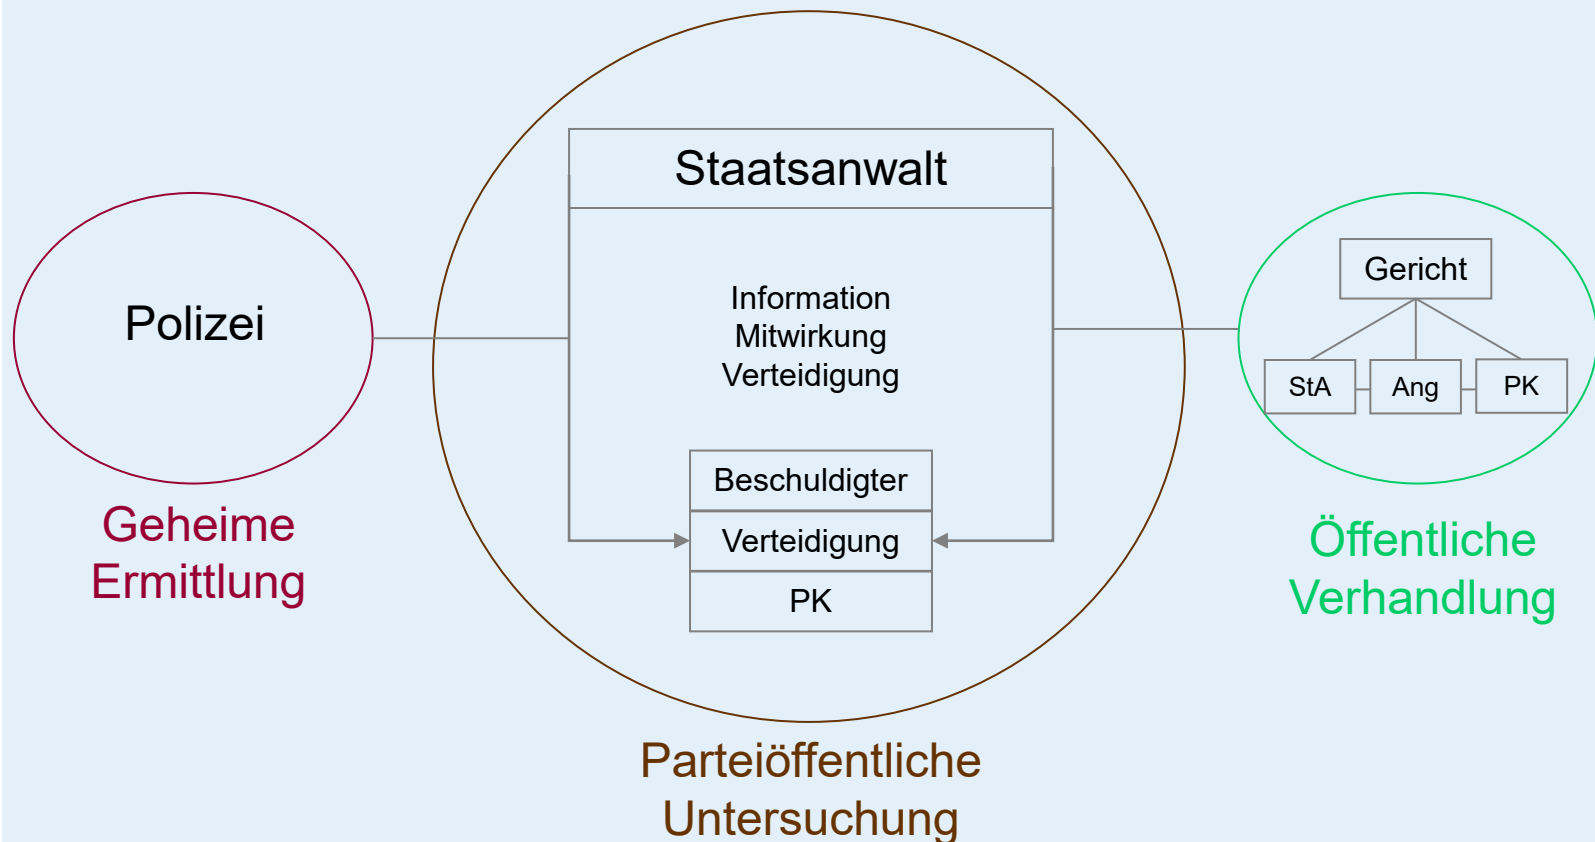 Polizei
Geheime
Ermittlung
Staatsanwalt
Information
Mitwirkung
Verteidigung
Beschuldigter
Verteidigung
PK
Parteiöffentliche
Untersuchung
Gericht
StA
Ang
PK
Öffentliche
Verhandlung